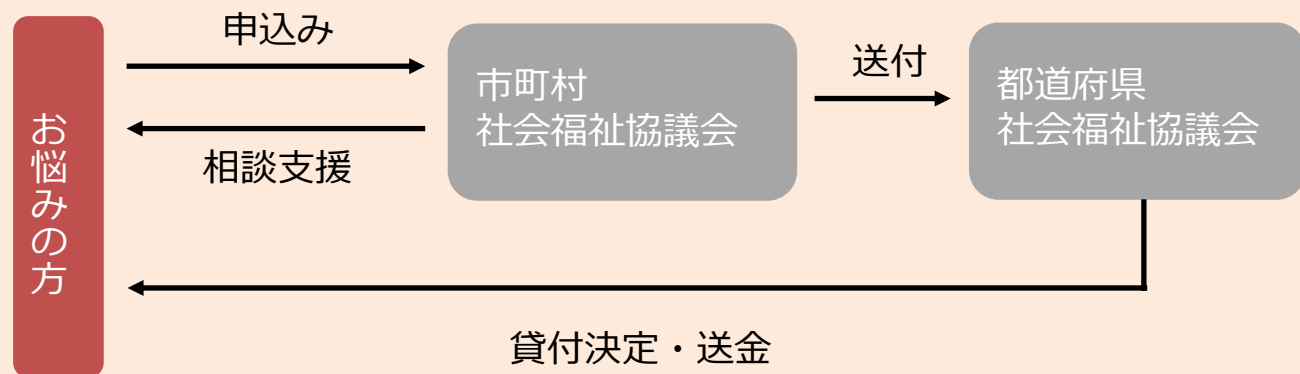 お悩みの方
申込み
相談支援
市町村
社会福祉協議会
送付
都道府県
社会福祉協議会
貸付決定・送金